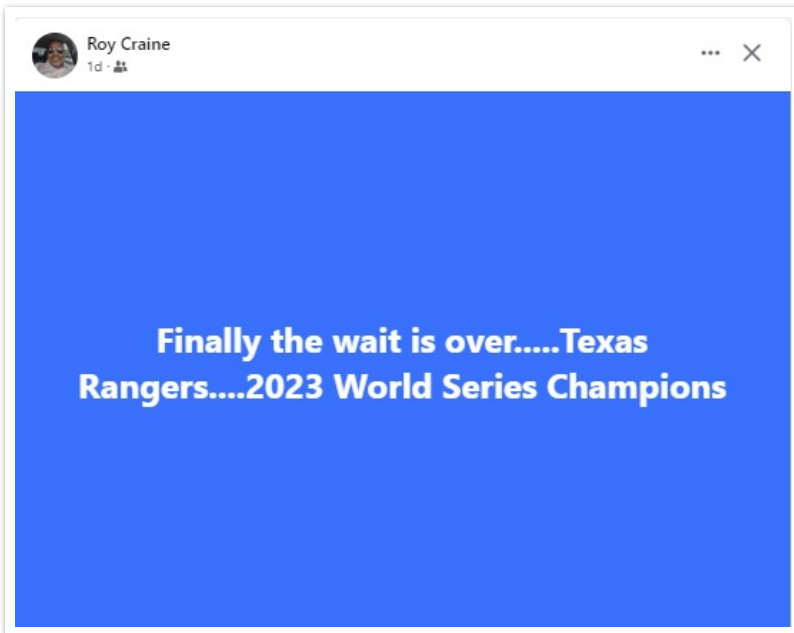 Roy Craine
1d ·
Finally the wait is over.....Texas
Rangers....2023 World Series Champions